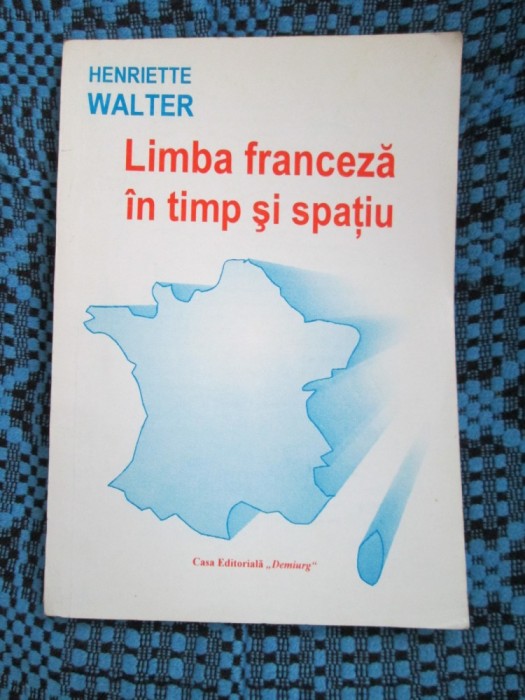 HENRIETTE
WALTER
Limba franceză
în timp şi spaţiu
Casa Editorială „Demiurg“